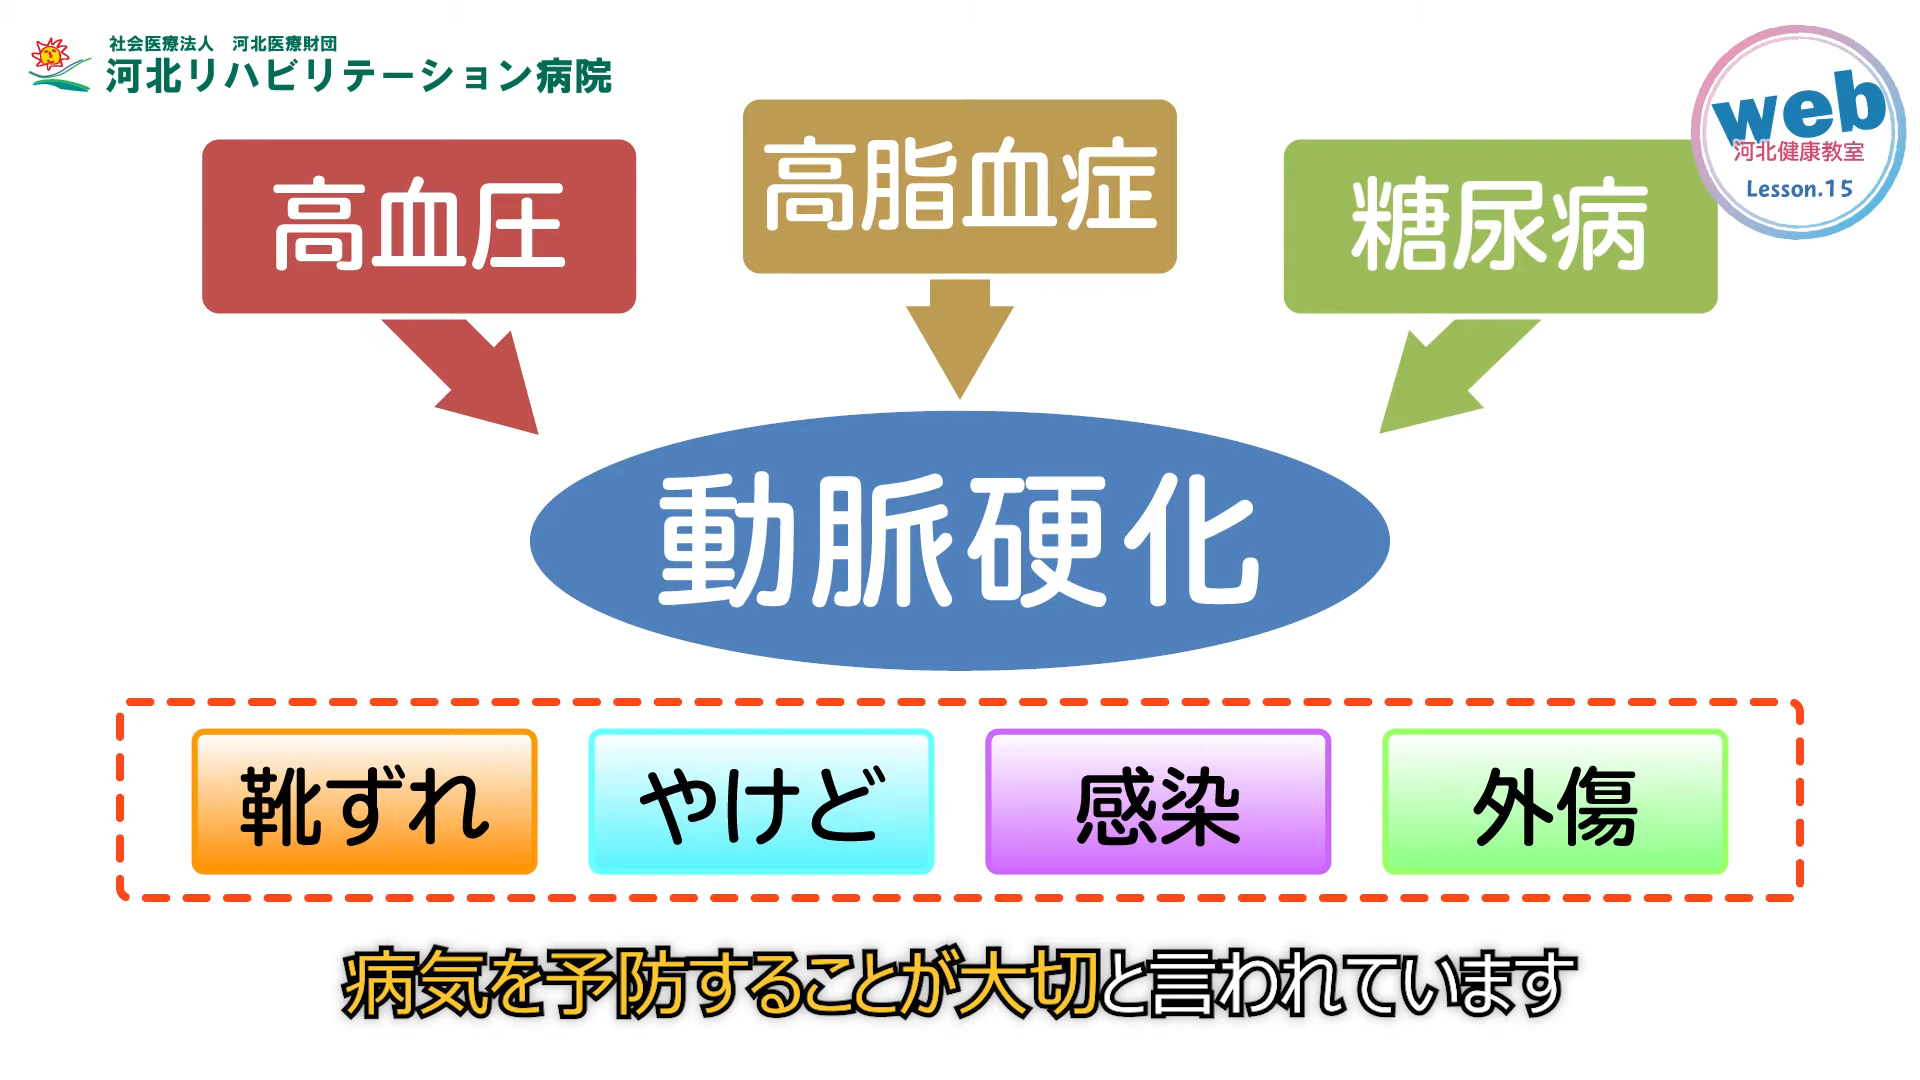 社会医療法人 河北医療財団
河北リハビリテーション病院
web
河北健康教室
Lesson.15
高血圧
高脂血症
糖尿病
動脈硬化
靴ずれ
やけど
感染
外傷
病気を予防することが大切と言われています